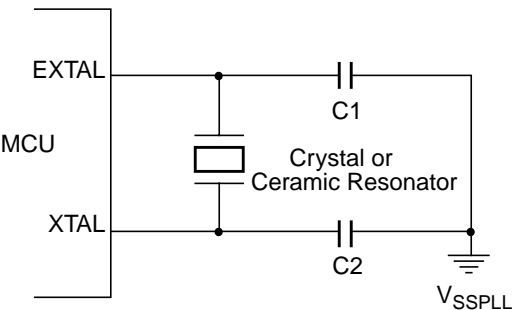 EXTAL
C1
MCU
Crystal or
Ceramic Resonator
XTAL
C2
VSSPLL